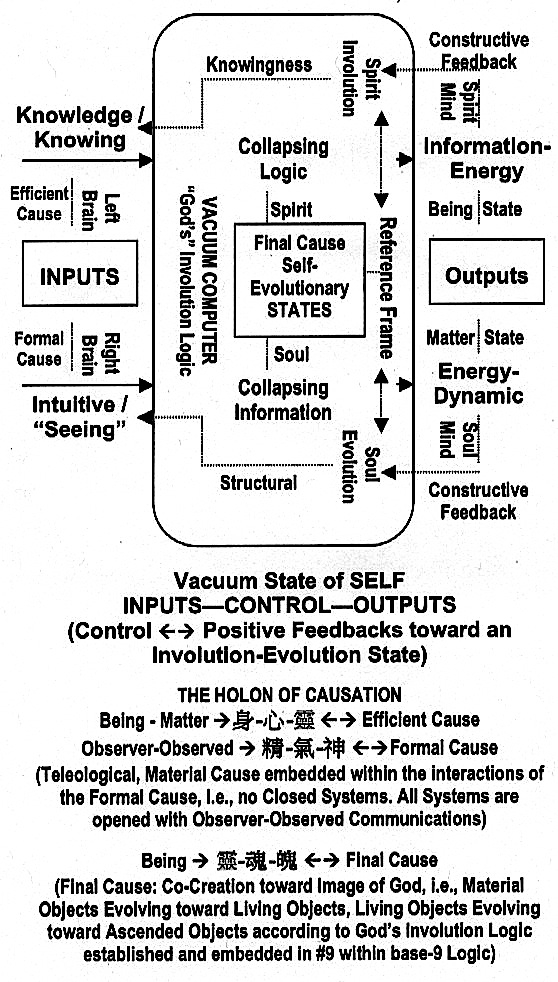 Constructive
Feedback
Knowingness
Spirit
Involution
Spirit
Mind
Knowledge /
Knowing
Collapsing
Logic
Information-
Energy
Efficient
Cause
Left
Brain
Spirit
Being
State
INPUTS
VACUUM COMPUTER
"God's" Involution Logic
Final Cause
Self-
Evolutionary
STATES
Reference Frame
Outputs
Formal
Cause
Right
Brain
Soul
Matter
State
Intuitive /
"Seeing"
Collapsing
Information
Energy-
Dynamic
Soul
Mind
Structural
Soul
Evolution
Constructive
Feedback
Vacuum State of SELF
INPUTS—CONTROL—OUTPUTS
(Control ←→ Positive Feedbacks toward an
Involution-Evolution State)
THE HOLON OF CAUSATION
Being - Matter →身-心-靈 ←→ Efficient Cause
Observer-Observed → 精-氣-神 ←→Formal Cause
(Teleological, Material Cause embedded within the interactions of
the Formal Cause, i.e., no Closed Systems. All Systems are
opened with Observer-Observed Communications)
Being → 靈-魂-魄 ←→ Final Cause
(Final Cause: Co-Creation toward Image of God, i.e., Material
Objects Evolving toward Living Objects, Living Objects Evolving
toward Ascended Objects according to God's Involution Logic
established and embedded in #9 within base-9 Logic)